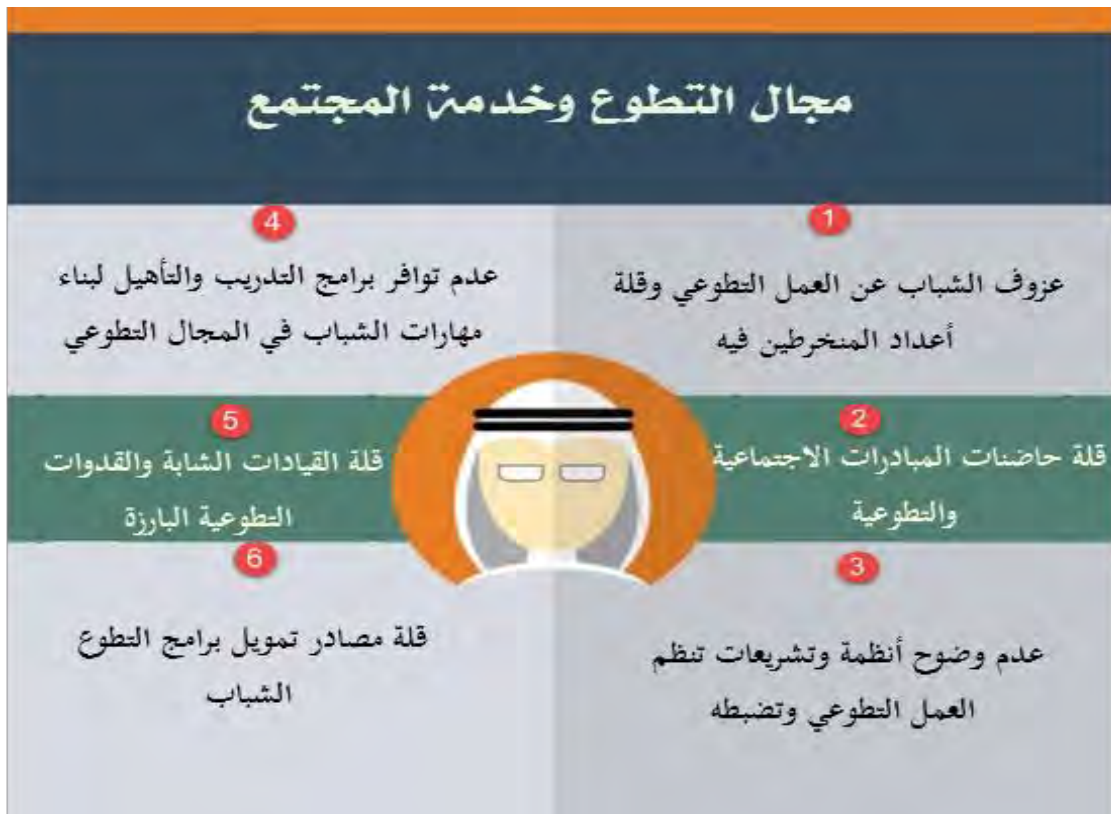 مجال التطوع وخدمة المجتمع
1
عزوف الشباب عن العمل التطوعي وقلة
أعداد المنخرطين فيه
2
قلة حاضنات المبادرات الاجتماعية
والتطوعية
3
عدم وضوح أنظمة وتشريعات تنظم
العمل التطوعي وتضبطه
4
عدم توافر برامج التدريب والتأهيل لبناء
مهارات الشباب في المجال التطوعي
5
قلة القيادات الشابة والقدوات
التطوعية البارزة
6
قلة مصادر تمويل برامج التطوع
الشباب